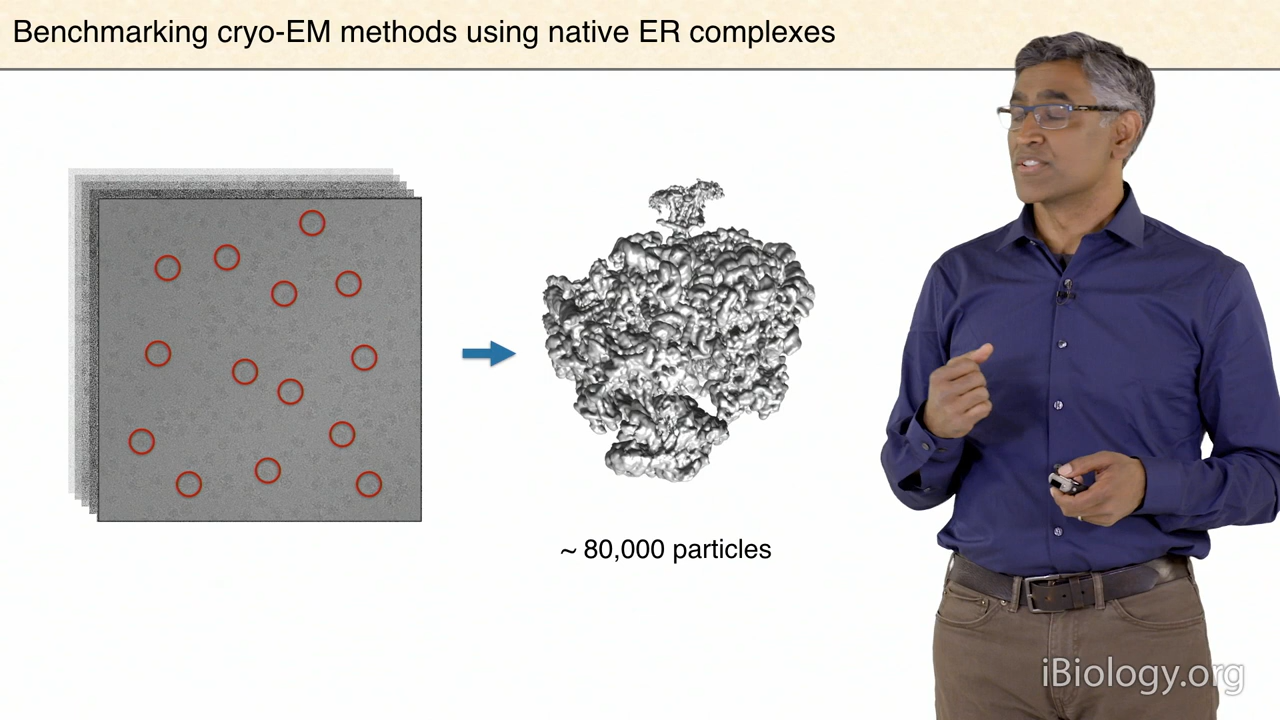 Benchmarking cryo-EM methods using native ER complexes
~ 80,000 particles
iBiology.org